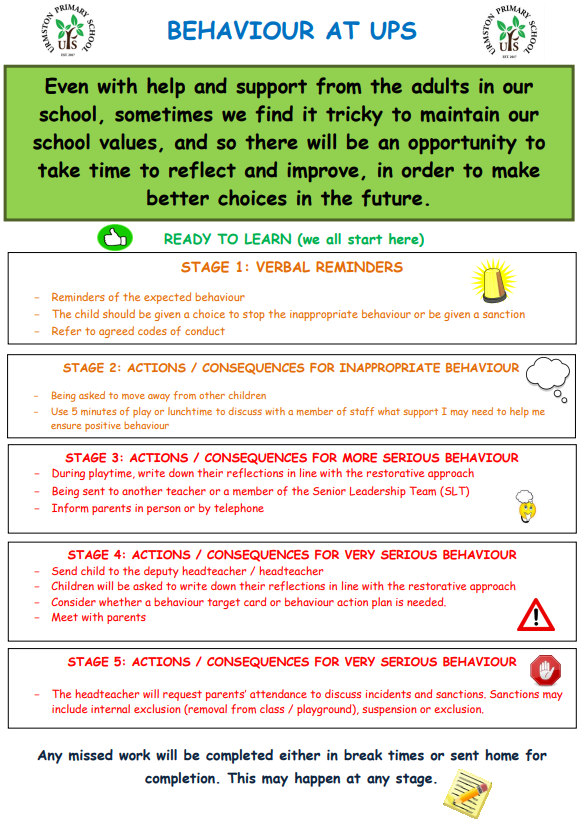 URMSTON PRIMARY SCHOOL
UPS
EST 2007
BEHAVIOUR AT UPS
URMSTON PRIMARY SCHOOL
UPS
EST 2007
Even with help and support from the adults in our
school, sometimes we find it tricky to maintain our
school values, and so there will be an opportunity to
take time to reflect and improve, in order to make
better choices in the future.
READY TO LEARN (we all start here)
STAGE 1: VERBAL REMINDERS
- Reminders of the expected behaviour
- The child should be given a choice to stop the inappropriate behaviour or be given a sanction
- Refer to agreed codes of conduct
STAGE 2: ACTIONS / CONSEQUENCES FOR INAPPROPRIATE BEHAVIOUR
- Being asked to move away from other children
- Use 5 minutes of play or lunchtime to discuss with a member of staff what support I may need to help me
ensure positive behaviour
STAGE 3: ACTIONS / CONSEQUENCES FOR MORE SERIOUS BEHAVIOUR
- During playtime, write down their reflections in line with the restorative approach
- Being sent to another teacher or a member of the Senior Leadership Team (SLT)
- Inform parents in person or by telephone
STAGE 4: ACTIONS / CONSEQUENCES FOR VERY SERIOUS BEHAVIOUR
- Send child to the deputy headteacher / headteacher
- Children will be asked to write down their reflections in line with the restorative approach
- Consider whether a behaviour target card or behaviour action plan is needed.
- Meet with parents
STAGE 5: ACTIONS / CONSEQUENCES FOR VERY SERIOUS BEHAVIOUR
- The headteacher will request parents' attendance to discuss incidents and sanctions. Sanctions may
include internal exclusion (removal from class / playground), suspension or exclusion.
Any missed work will be completed either in break times or sent home for
completion. This may happen at any stage.